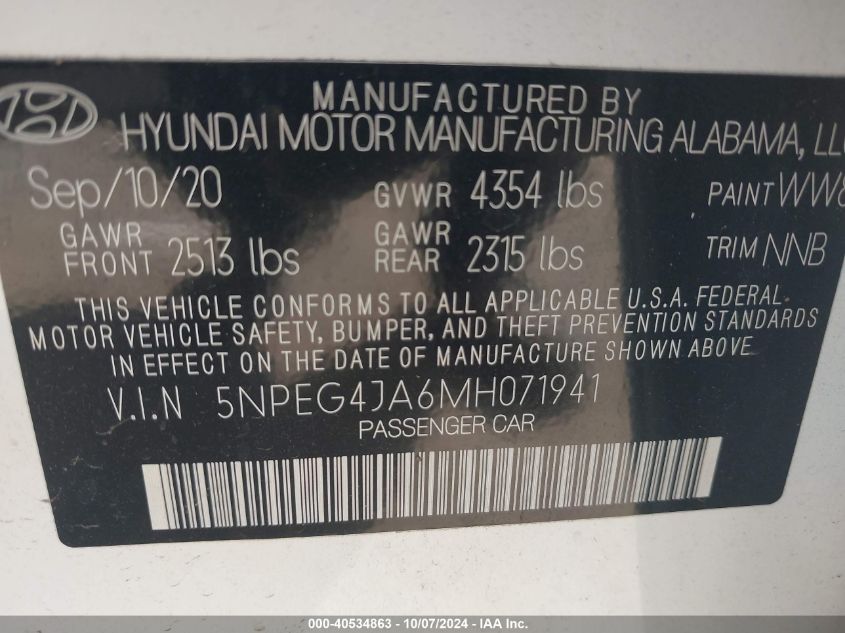 MANUFACTURED BY
HYUNDAI MOTOR MANUFACTURING ALABAMA, LLC
Sep/10/20 GVWR 4354 lbs PAINT WW8
GAWR FRONT 2513 lbs GAWR REAR 2315 lbs TRIM NNB
THIS VEHICLE CONFORMS TO ALL APPLICABLE U.S.A. FEDERAL
MOTOR VEHICLE SAFETY, BUMPER, AND THEFT PREVENTION STANDARDS
IN EFFECT ON THE DATE OF MANUFACTURE SHOWN ABOVE.
V.I.N 5NPEG4JA6MH071941
PASSENGER CAR
000-40534863 - 10/07/2024 - IAA Inc.